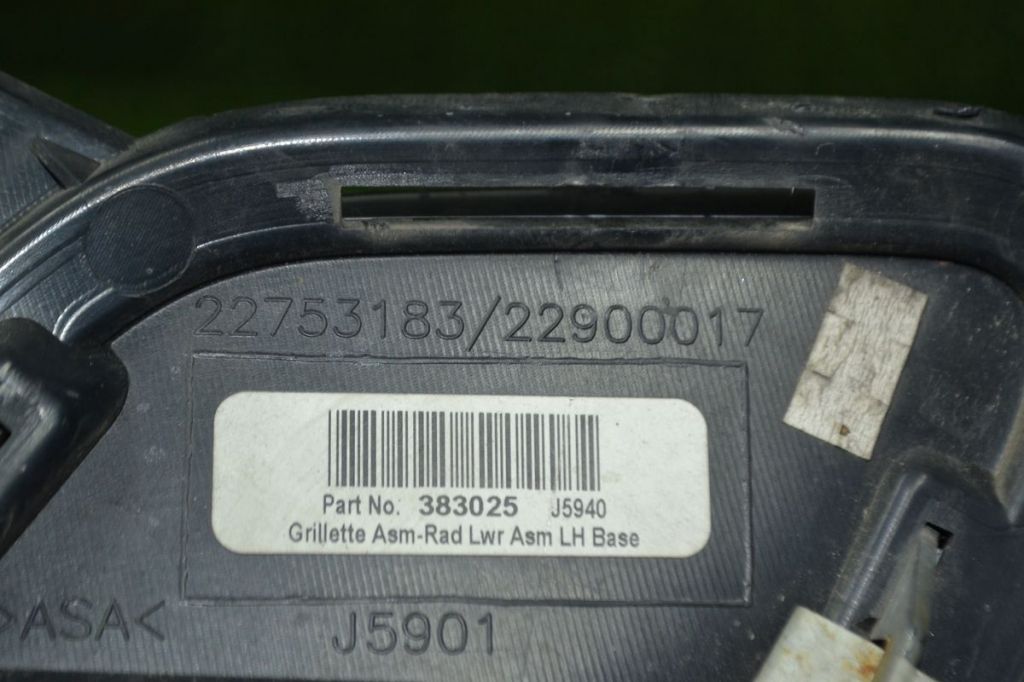 22753183/22900017
Part No: 383025 J5940
Grillette Asm-Rad Lwr Asm LH Base
>ASA<
J5901